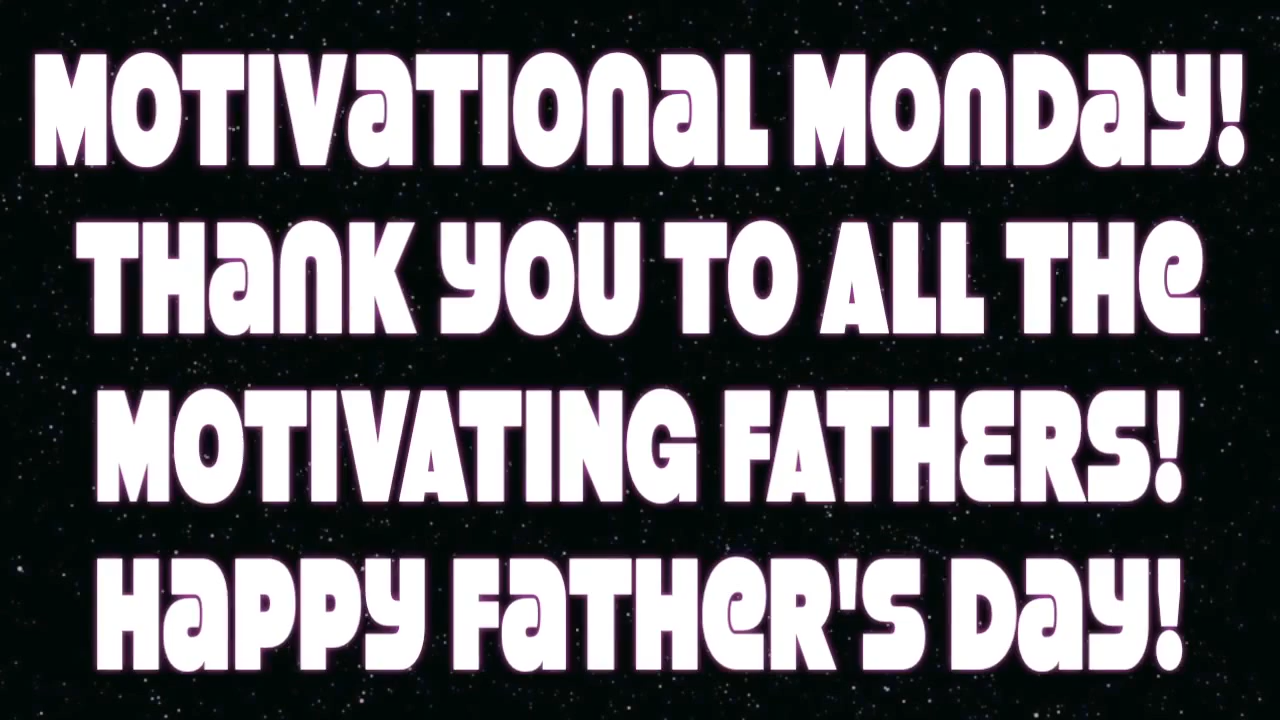 MOTIVaTIONaL MONDay!
THaNK yOU TO ALL THe
MOTIVATING FATHERS!
HaPPy FaTHeR'S Day!